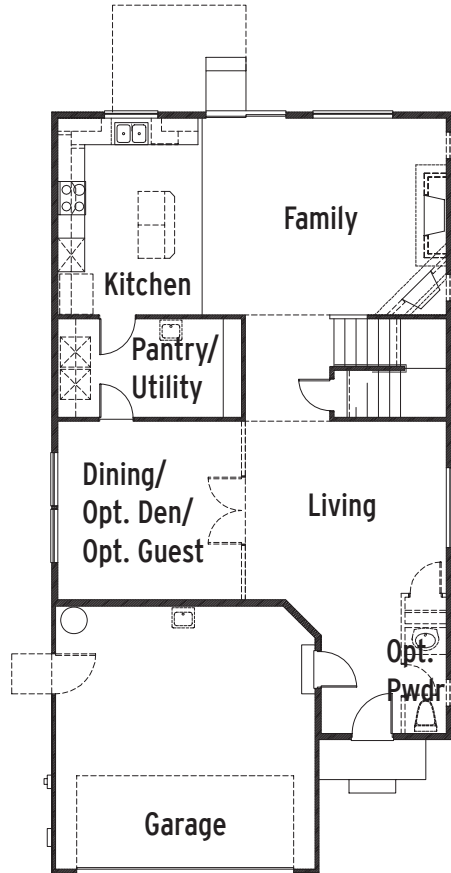 Family
Kitchen
Pantry/
Utility
Dining/
Opt. Den/
Opt. Guest
Living
Opt.
Pwdr
Garage